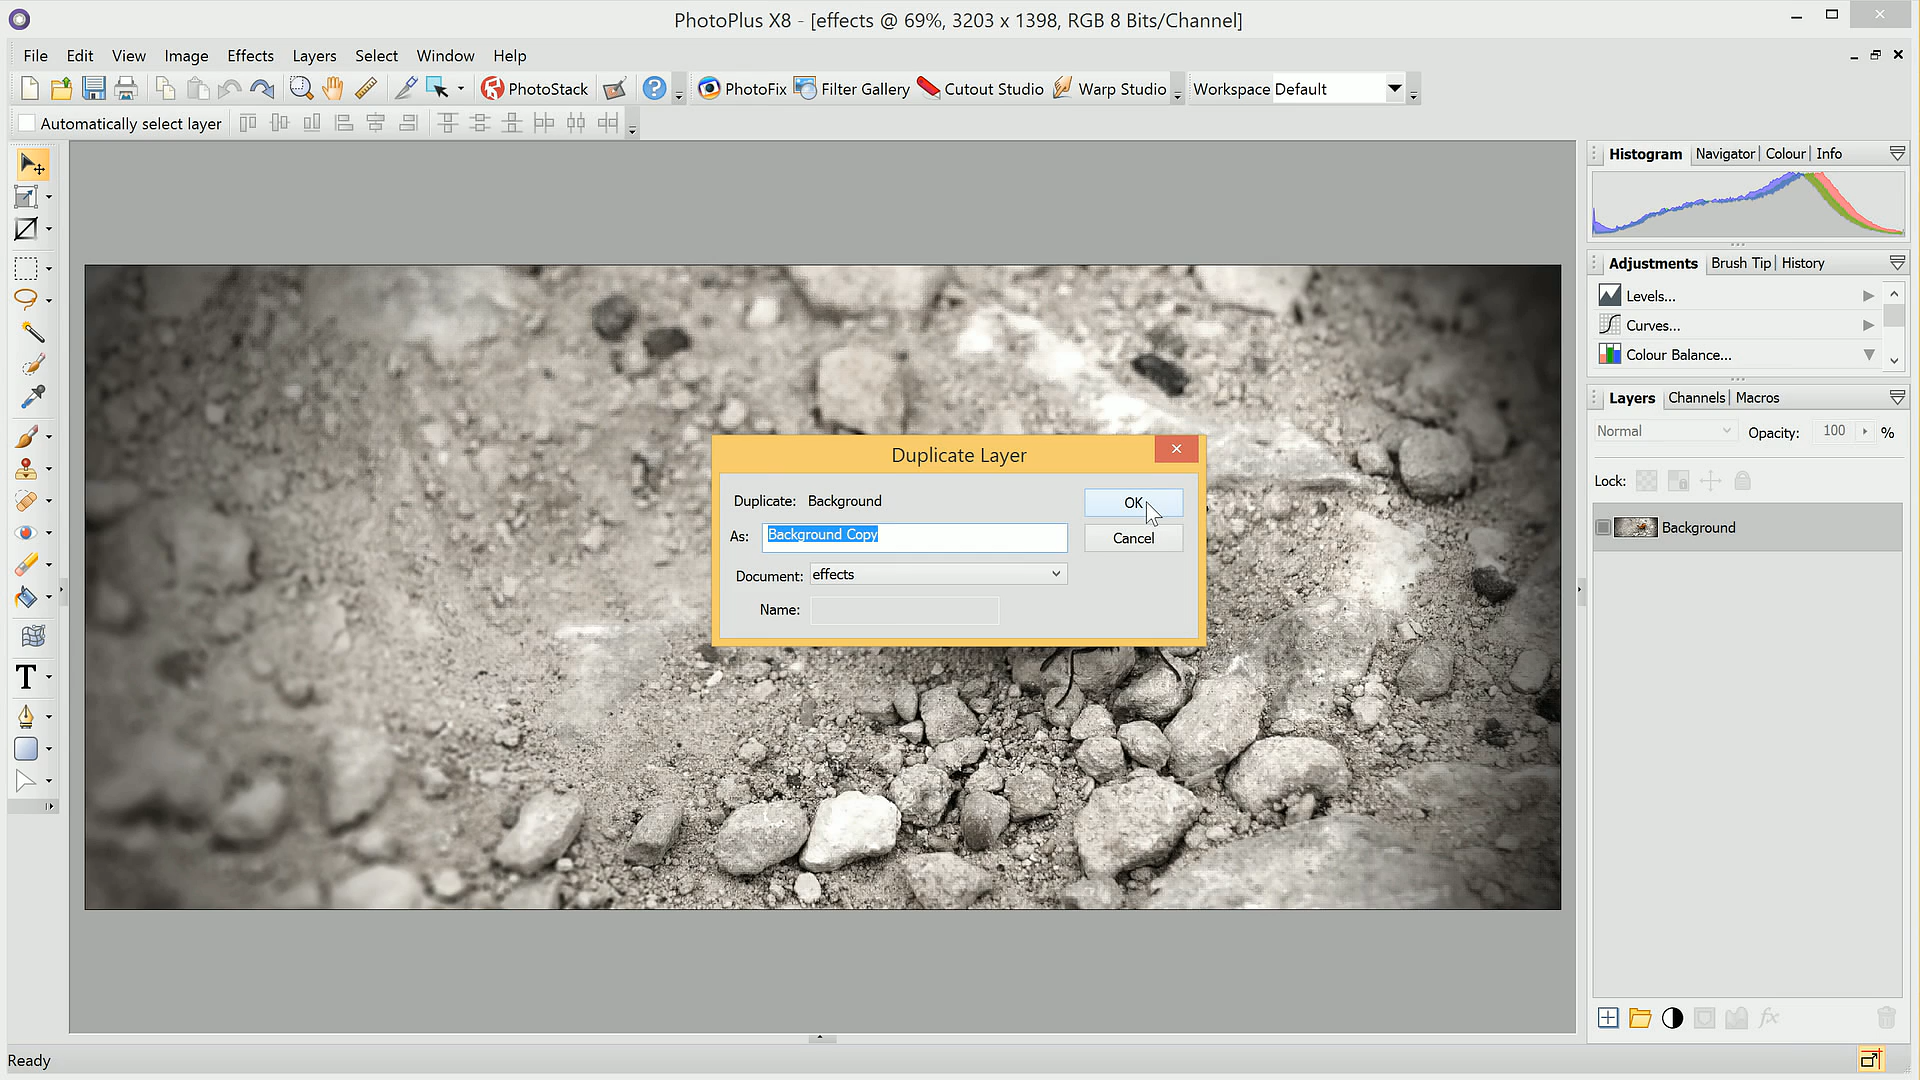 PhotoPlus X8 - [effects @ 69%, 3203 x 1398, RGB 8 Bits/Channel]
File Edit View Image Effects Layers Select Window Help
PhotoStack ? PhotoFix Filter Gallery Cutout Studio Warp Studio Workspace Default
Automatically select layer
Histogram Navigator Colour Info
Adjustments Brush Tip History
Levels...
Curves...
Colour Balance...
Layers Channels Macros
Normal Opacity: 100 %
Lock:
Background
Duplicate Layer
Duplicate: Background OK
As: Background Copy Cancel
Document: effects
Name:
T
fx
Ready